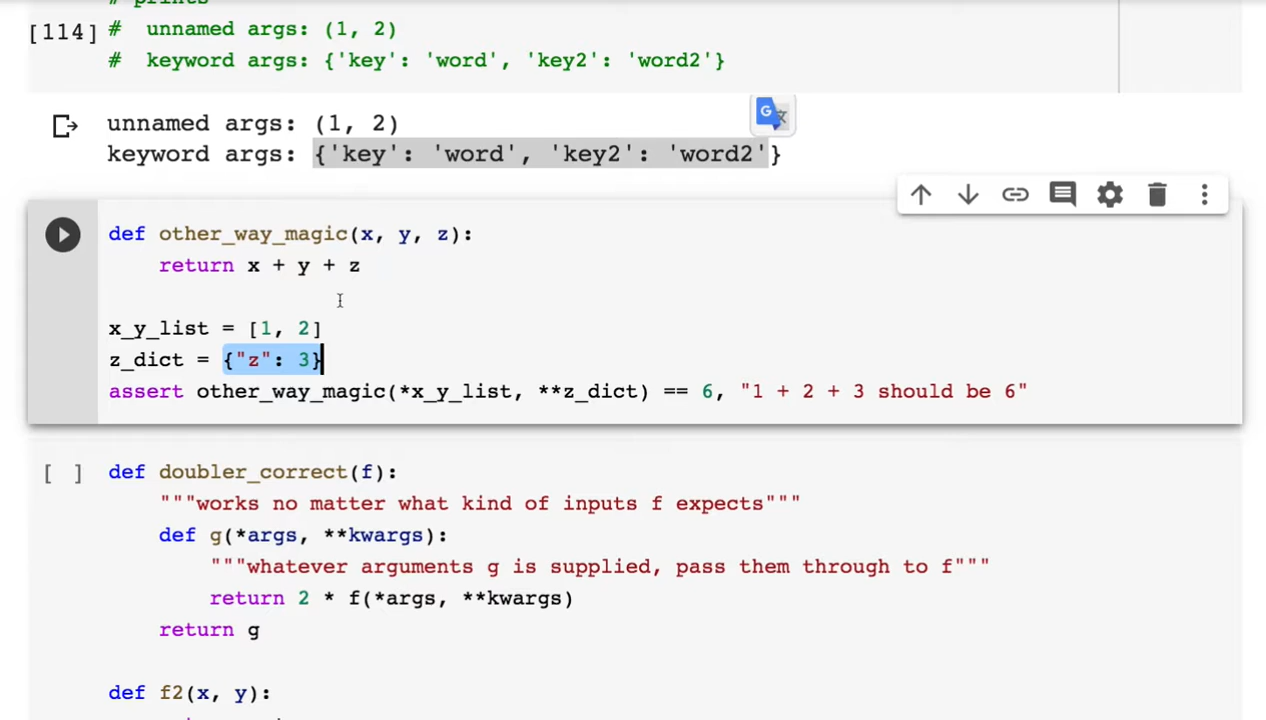 # prints
[114] #  unnamed args: (1, 2)
#  keyword args: {'key': 'word', 'key2': 'word2'}
unnamed args: (1, 2)
keyword args: {'key': 'word', 'key2': 'word2'}
def other_way_magic(x, y, z):
    return x + y + z
x_y_list = [1, 2]
z_dict = {"z": 3}
assert other_way_magic(*x_y_list, **z_dict) == 6, "1 + 2 + 3 should be 6"
[ ] def doubler_correct(f):
    """works no matter what kind of inputs f expects"""
    def g(*args, **kwargs):
        """whatever arguments g is supplied, pass them through to f"""
        return 2 * f(*args, **kwargs)
    return g
def f2(x, y):